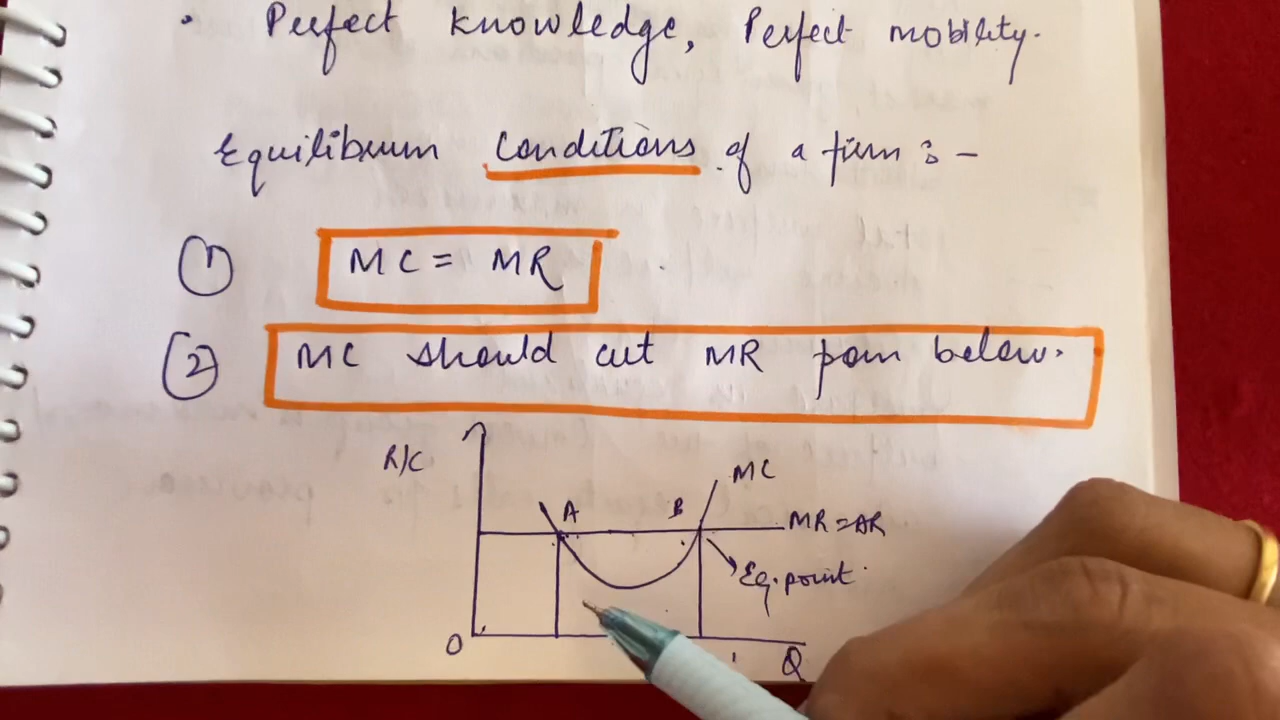 • Perfect knowledge, Perfect mobility.
Equilibrium Conditions of a firm : -
① MC = MR
② MC should cut MR from below.
R/C
MC
A B
MR = AR
Eq. point
O Q